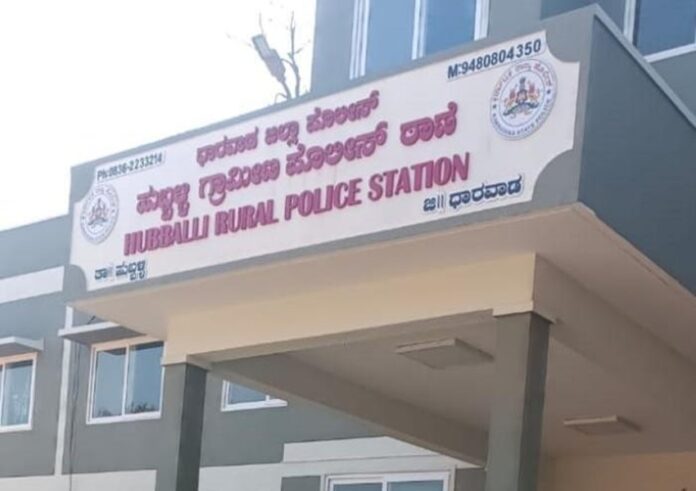 Ph:0836-2233214
M:9480804350
ಧಾರವಾಡ ಜಿಲ್ಲಾ ಪೊಲೀಸ್
ಹುಬ್ಬಳ್ಳಿ ಗ್ರಾಮೀಣ ಪೊಲೀಸ್ ಠಾಣೆ
HUBBALLI RURAL POLICE STATION
ತಾ|| ಹುಬ್ಬಳ್ಳಿ
ಜಿ|| ಧಾರವಾಡ